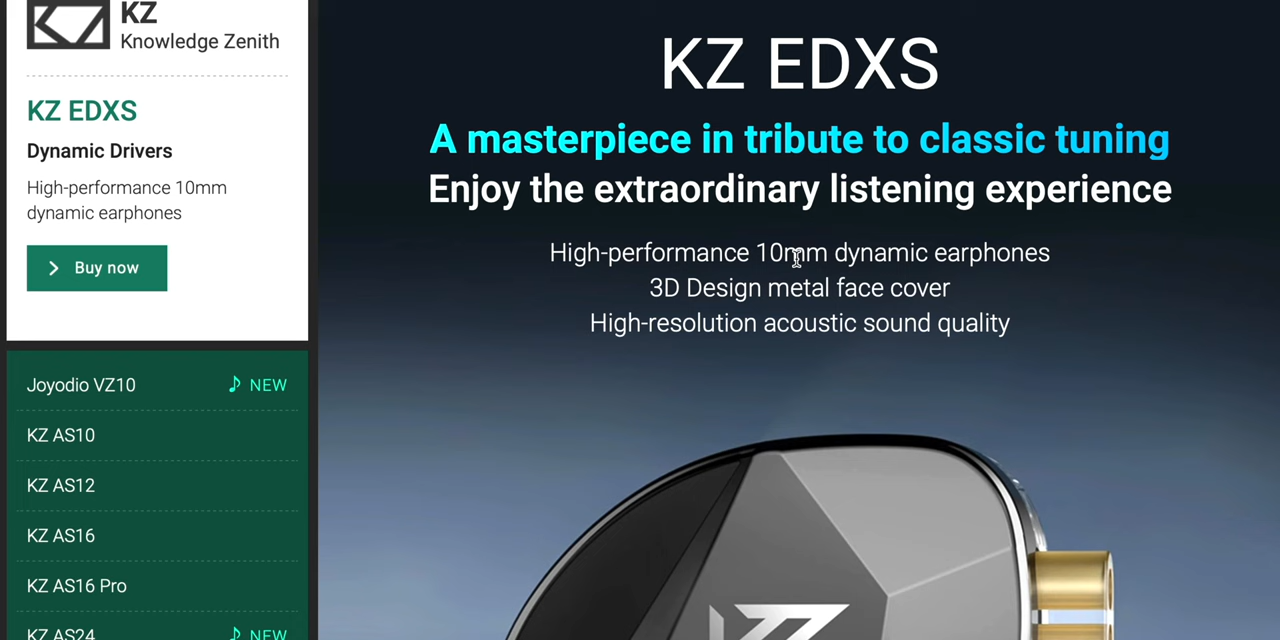 KZ
Knowledge Zenith
KZ EDXS
Dynamic Drivers
High-performance 10mm
dynamic earphones
Buy now
Joyodio VZ10 NEW
KZ AS10
KZ AS12
KZ AS16
KZ AS16 Pro
KZ AS24 NEW
KZ EDXS
A masterpiece in tribute to classic tuning
Enjoy the extraordinary listening experience
High-performance 10mm dynamic earphones
3D Design metal face cover
High-resolution acoustic sound quality